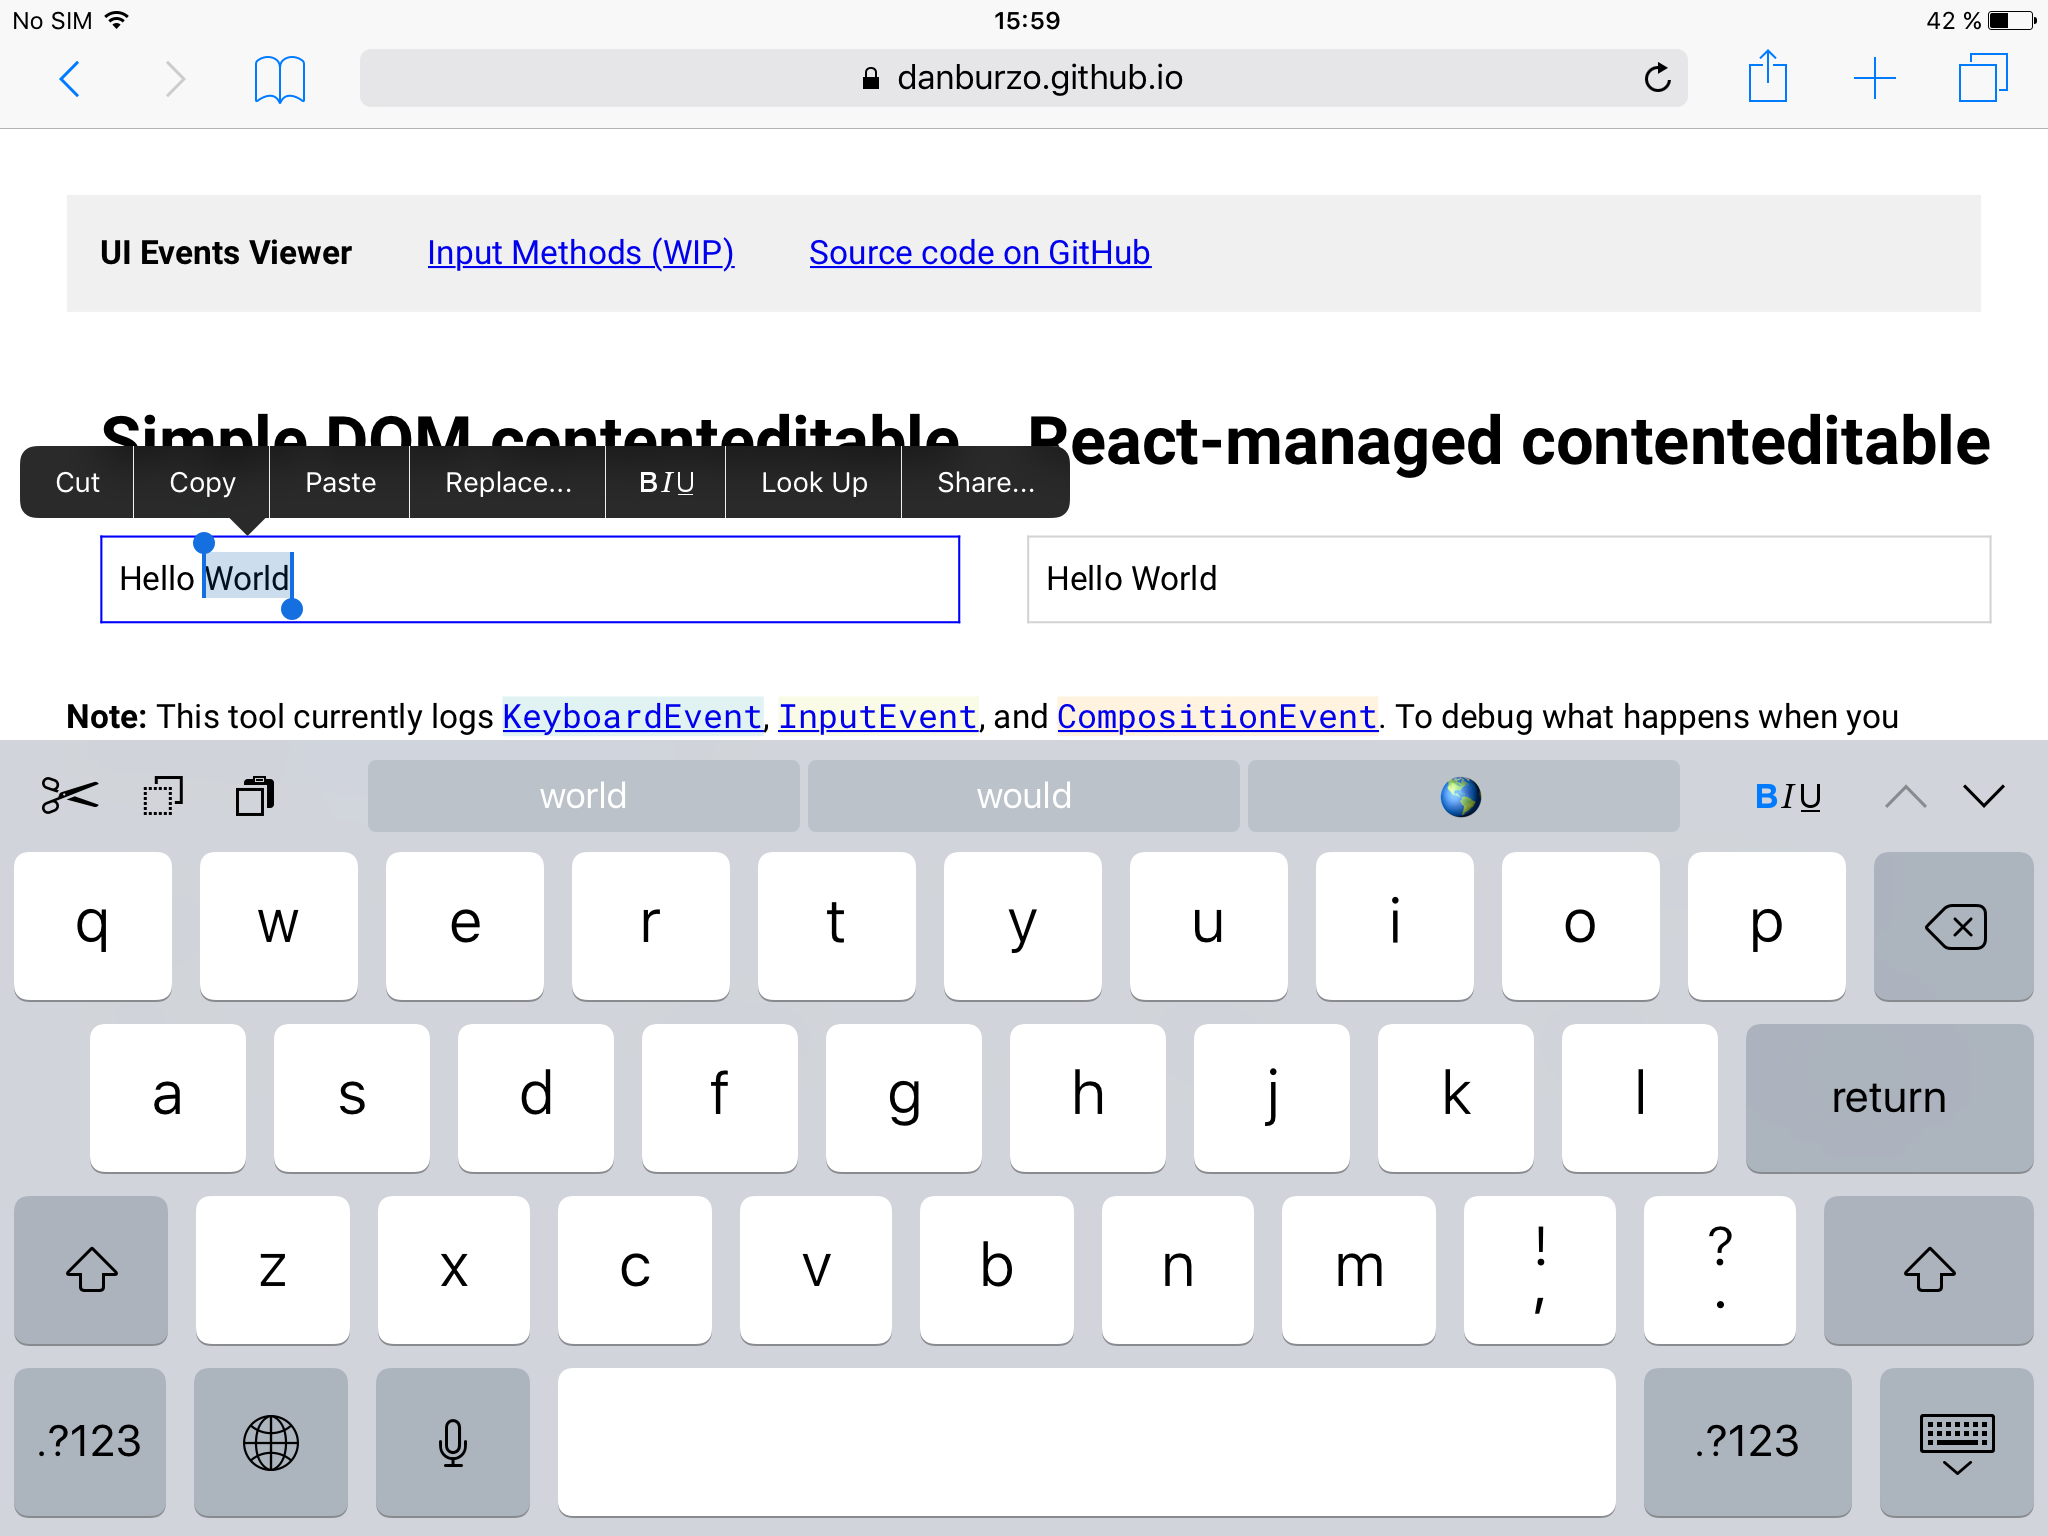 No SIM 15:59 42 %
danburzo.github.io
UI Events Viewer Input Methods (WIP) Source code on GitHub
Simple DOM contenteditable React-managed contenteditable
Cut Copy Paste Replace... BIU Look Up Share...
Hello World Hello World
Note: This tool currently logs KeyboardEvent, InputEvent, and CompositionEvent. To debug what happens when you
world would BIU
q w e r t y u i o p
a s d f g h j k l return
z x c v b n m ! ?
, .
.?123 .?123